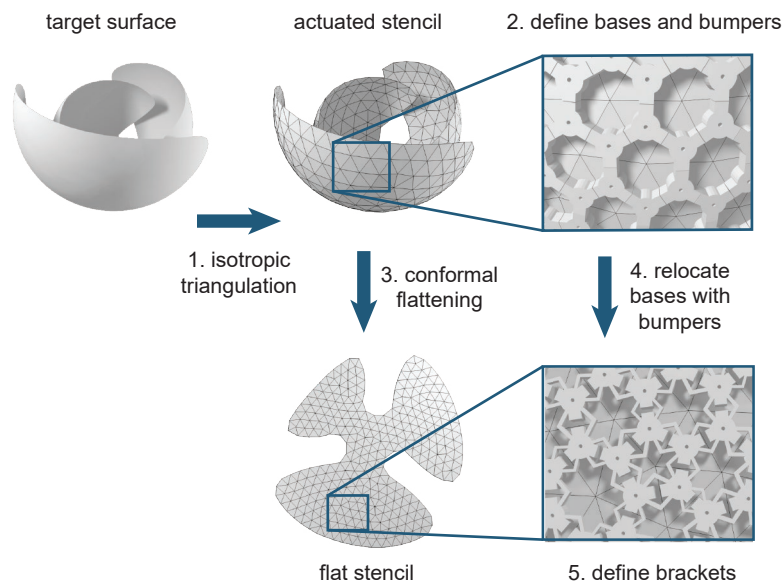 target surface
actuated stencil
2. define bases and bumpers
1. isotropic
triangulation
3. conformal
flattening
4. relocate
bases with
bumpers
flat stencil
5. define brackets